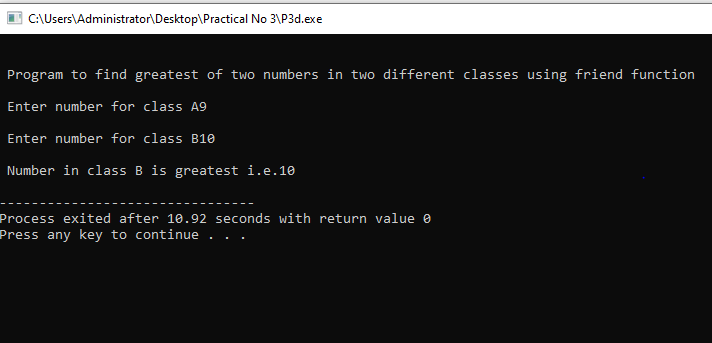 C:\Users\Administrator\Desktop\Practical No 3\P3d.exe
Program to find greatest of two numbers in two different classes using friend function
Enter number for class A9
Enter number for class B10
Number in class B is greatest i.e.10
--------------------------------
Process exited after 10.92 seconds with return value 0
Press any key to continue . . .